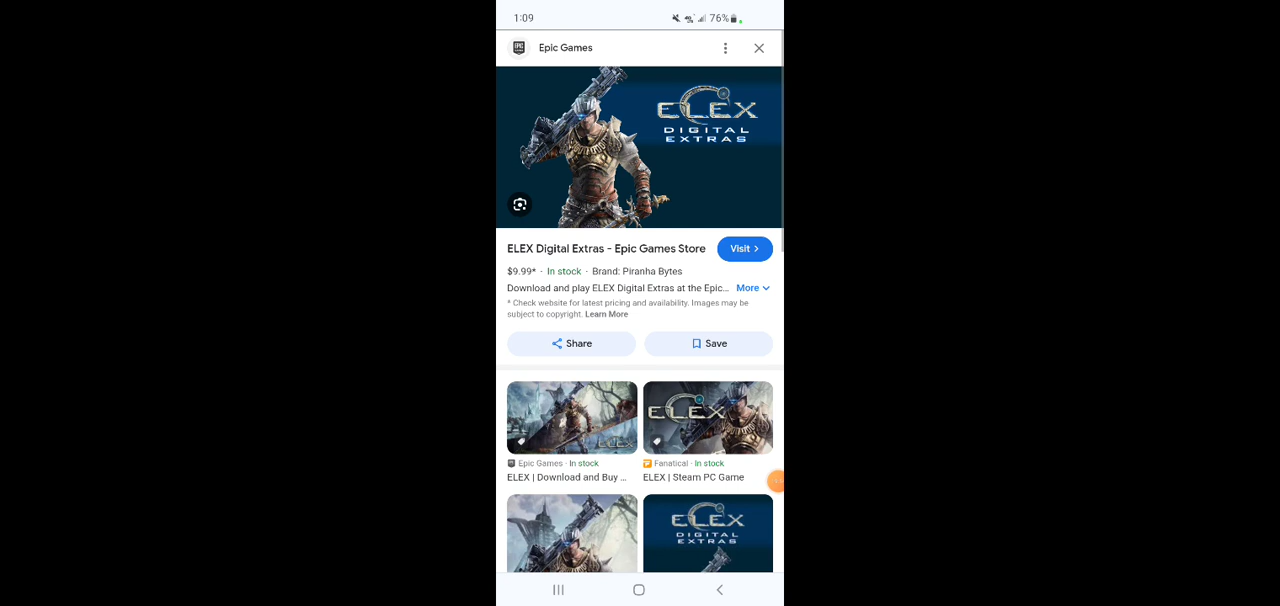 1:09
76%
Epic Games
ELEX
DIGITAL
EXTRAS
ELEX Digital Extras - Epic Games Store
Visit >
$9.99* · In stock · Brand: Piranha Bytes
Download and play ELEX Digital Extras at the Epic... More
* Check website for latest pricing and availability. Images may be
subject to copyright. Learn More
Share
Save
ELEX
ELEX
Epic Games · In stock
Fanatical · In stock
ELEX | Download and Buy ...
ELEX | Steam PC Game
ELEX
DIGITAL
EXTRAS